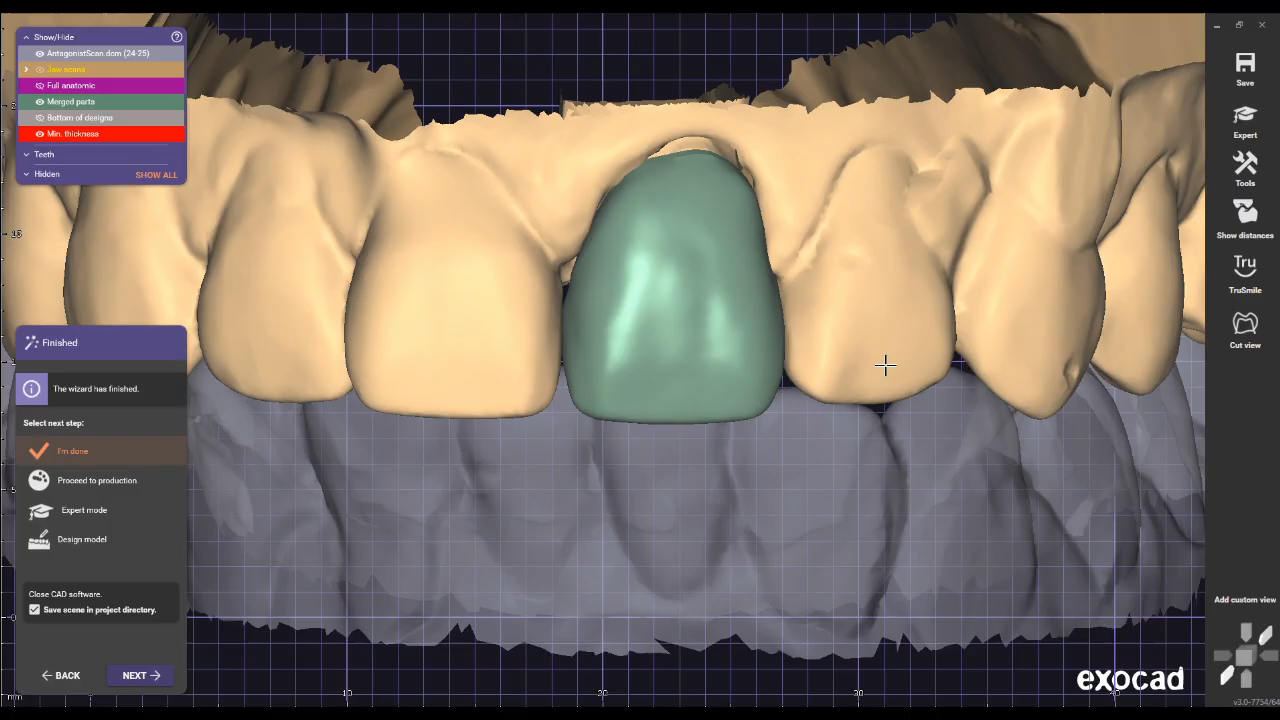 Show/Hide
AntagonistScan.dcm (24-25)
Jaw scans
Full anatomic
Merged parts
Bottom of designs
Min. thickness
Teeth
Hidden
SHOW ALL
Finished
The wizard has finished.
Select next step:
I'm done
Proceed to production
Expert mode
Design model
Close CAD software.
Save scene in project directory.
BACK
NEXT
Save
Expert
Tools
Show distances
Tru
TruSmile
Cut view
Add custom view
exocad
mm
10
20
30